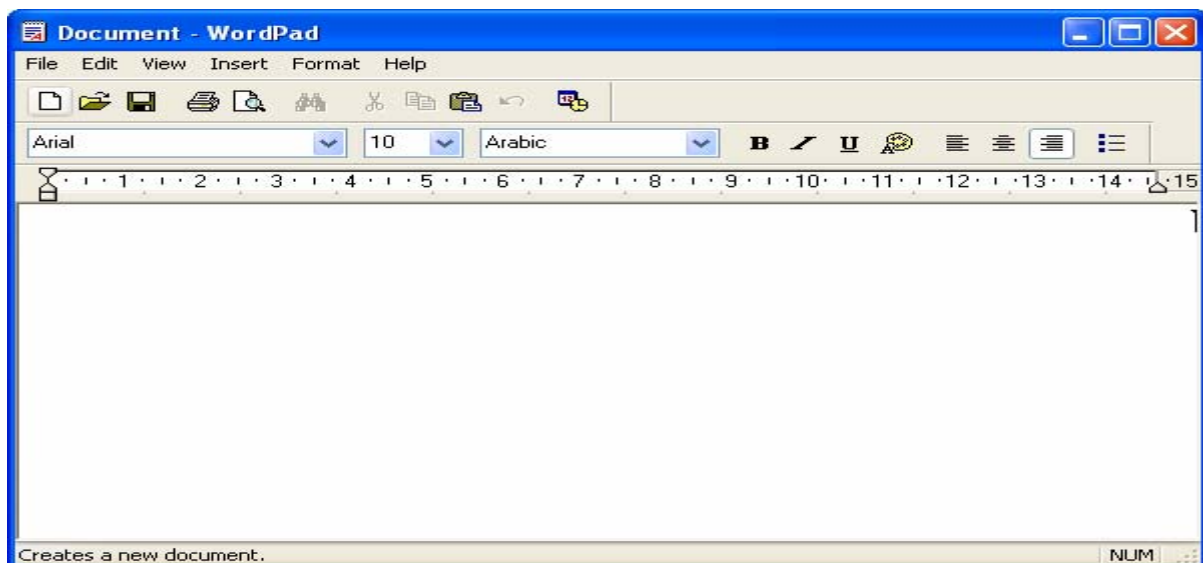 Document - WordPad
File Edit View Insert Format Help
Arial 10 Arabic B U
1 2 3 4 5 6 7 8 9 10 11 12 13 14 15
Creates a new document. NUM